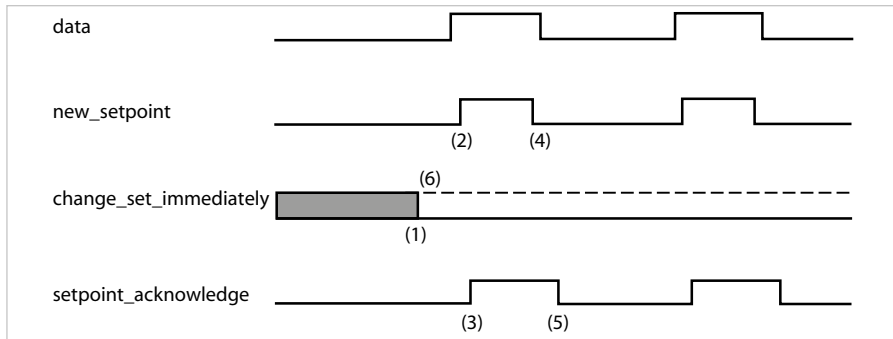 data
new_setpoint
(2) (4)
(6)
change_set_immediately
(1)
setpoint_acknowledge
(3) (5)